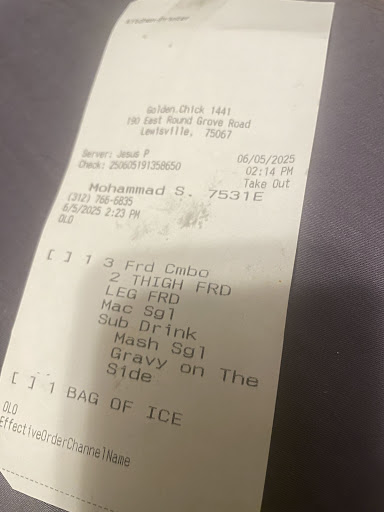 Kitchen Printer
Golden Chick 1441
190 East Round Grove Road
Lewisville, 75067
Server: Jesus P 06/05/2025
Check: 250605191358650 02:14 PM
Take Out
Mohammad S. 7531E
(312) 766-6835
6/5/2025 2:23 PM
OLO
[ ] 1 3 Frd Cmbo
2 THIGH FRD
LEG FRD
Mac Sgl
Sub Drink
Mash Sgl
Gravy on The
Side
[ ] 1 BAG OF ICE
OLO
EffectiveOrderChannelName